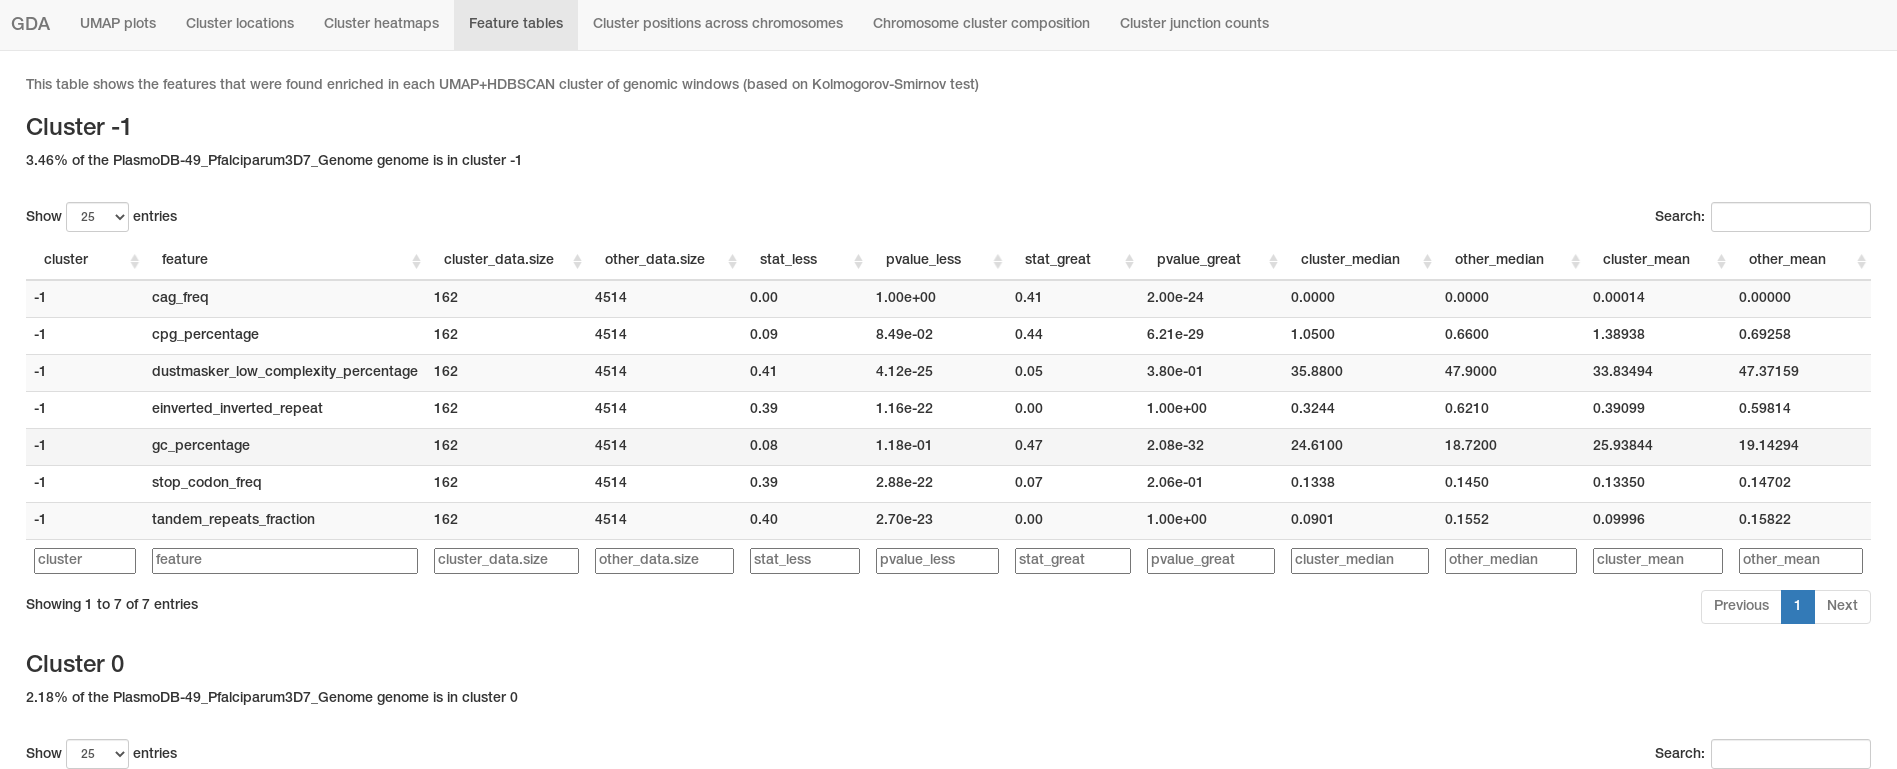 GDA UMAP plots Cluster locations Cluster heatmaps Feature tables Cluster positions across chromosomes Chromosome cluster composition Cluster junction counts
This table shows the features that were found enriched in each UMAP+HDBSCAN cluster of genomic windows (based on Kolmogorov-Smirnov test)
Cluster -1
3.46% of the PlasmoDB-49_Pfalciparum3D7_Genome genome is in cluster -1
Show 25 entries Search:
cluster feature cluster_data.size other_data.size stat_less pvalue_less stat_great pvalue_great cluster_median other_median cluster_mean other_mean
-1 cag_freq 162 4514 0.00 1.00e+00 0.41 2.00e-24 0.0000 0.0000 0.00014 0.00000
-1 cpg_percentage 162 4514 0.09 8.49e-02 0.44 6.21e-29 1.0500 0.6600 1.38938 0.69258
-1 dustmasker_low_complexity_percentage 162 4514 0.41 4.12e-25 0.05 3.80e-01 35.8800 47.9000 33.83494 47.37159
-1 einverted_inverted_repeat 162 4514 0.39 1.16e-22 0.00 1.00e+00 0.3244 0.6210 0.39099 0.59814
-1 gc_percentage 162 4514 0.08 1.18e-01 0.47 2.08e-32 24.6100 18.7200 25.93844 19.14294
-1 stop_codon_freq 162 4514 0.39 2.88e-22 0.07 2.06e-01 0.1338 0.1450 0.13350 0.14702
-1 tandem_repeats_fraction 162 4514 0.40 2.70e-23 0.00 1.00e+00 0.0901 0.1552 0.09996 0.15822
cluster feature cluster_data.size other_data.size stat_less pvalue_less stat_great pvalue_great cluster_median other_median cluster_mean other_mean
Showing 1 to 7 of 7 entries Previous 1 Next
Cluster 0
2.18% of the PlasmoDB-49_Pfalciparum3D7_Genome genome is in cluster 0
Show 25 entries Search: